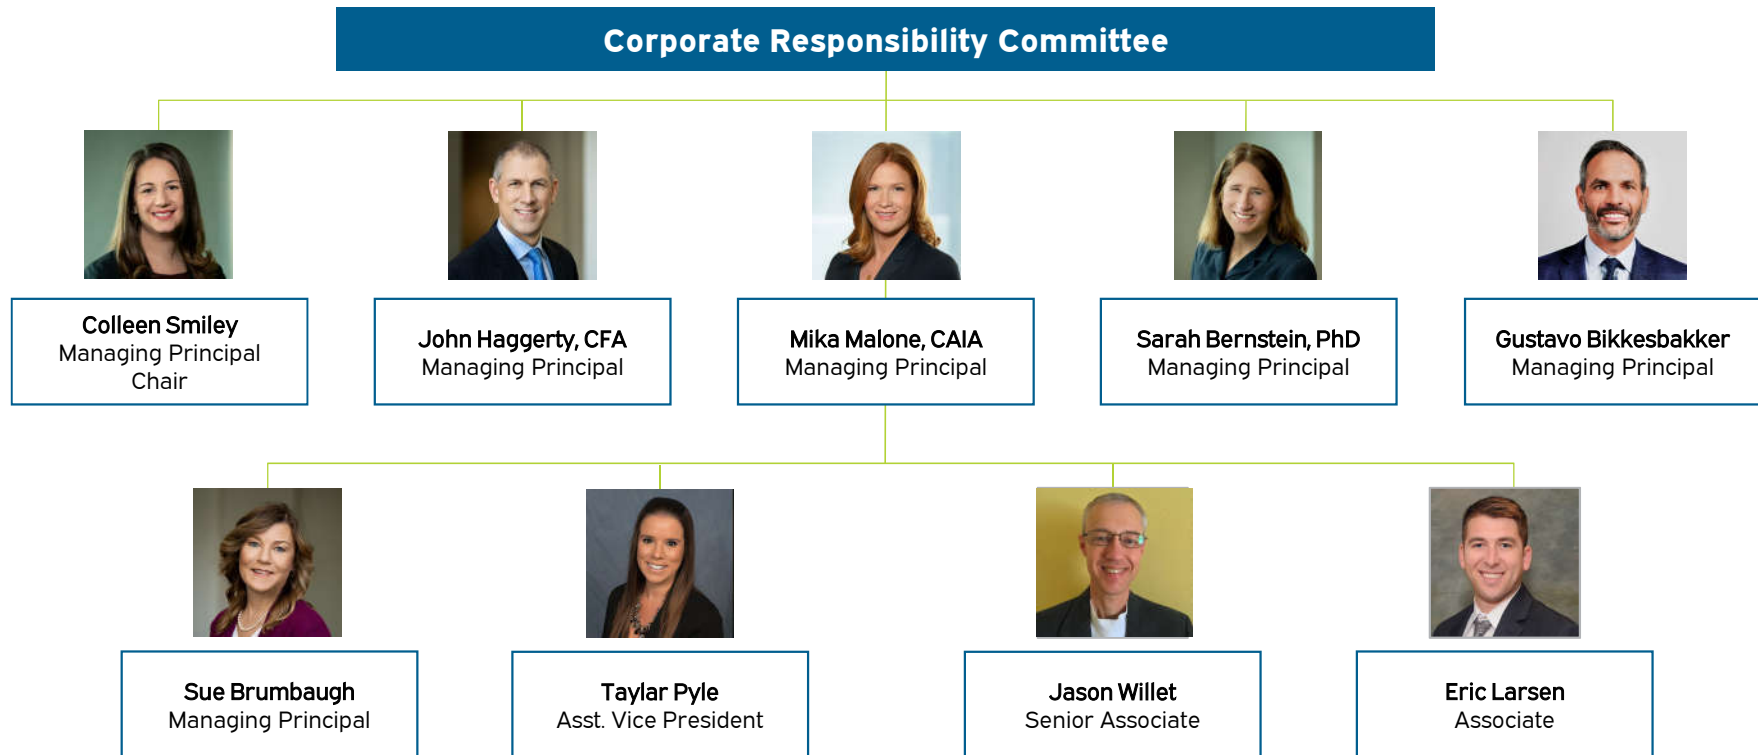 Corporate Responsibility Committee
Colleen Smiley
Managing Principal
Chair
John Haggerty, CFA
Managing Principal
Mika Malone, CAIA
Managing Principal
Sarah Bernstein, PhD
Managing Principal
Gustavo Bikkesbakker
Managing Principal
Sue Brumbaugh
Managing Principal
Taylar Pyle
Asst. Vice President
Jason Willet
Senior Associate
Eric Larsen
Associate